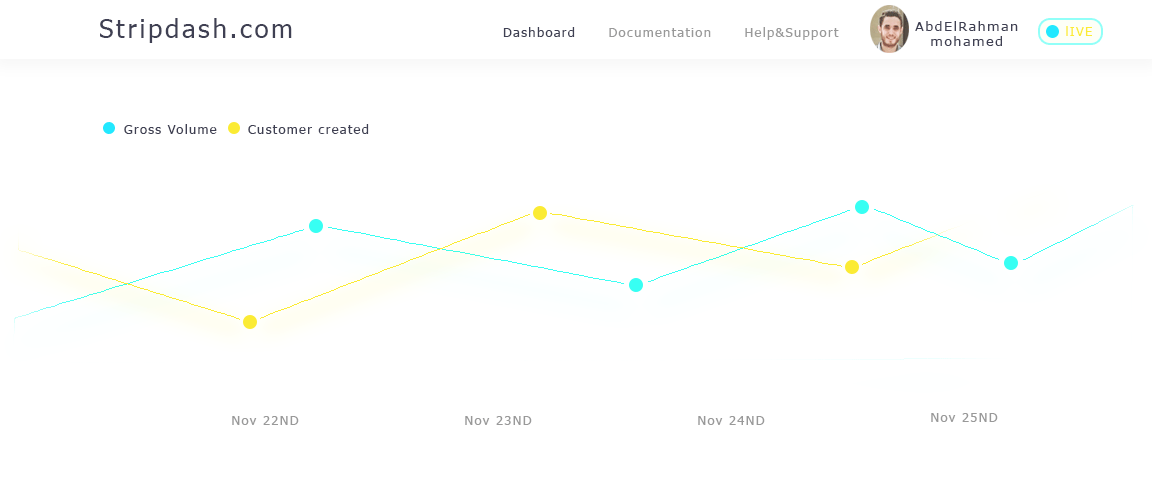 Stripdash.com
Dashboard
Documentation
Help&Support
AbdElRahman
mohamed
lIVE
Gross Volume
Customer created
Nov 22ND
Nov 23ND
Nov 24ND
Nov 25ND